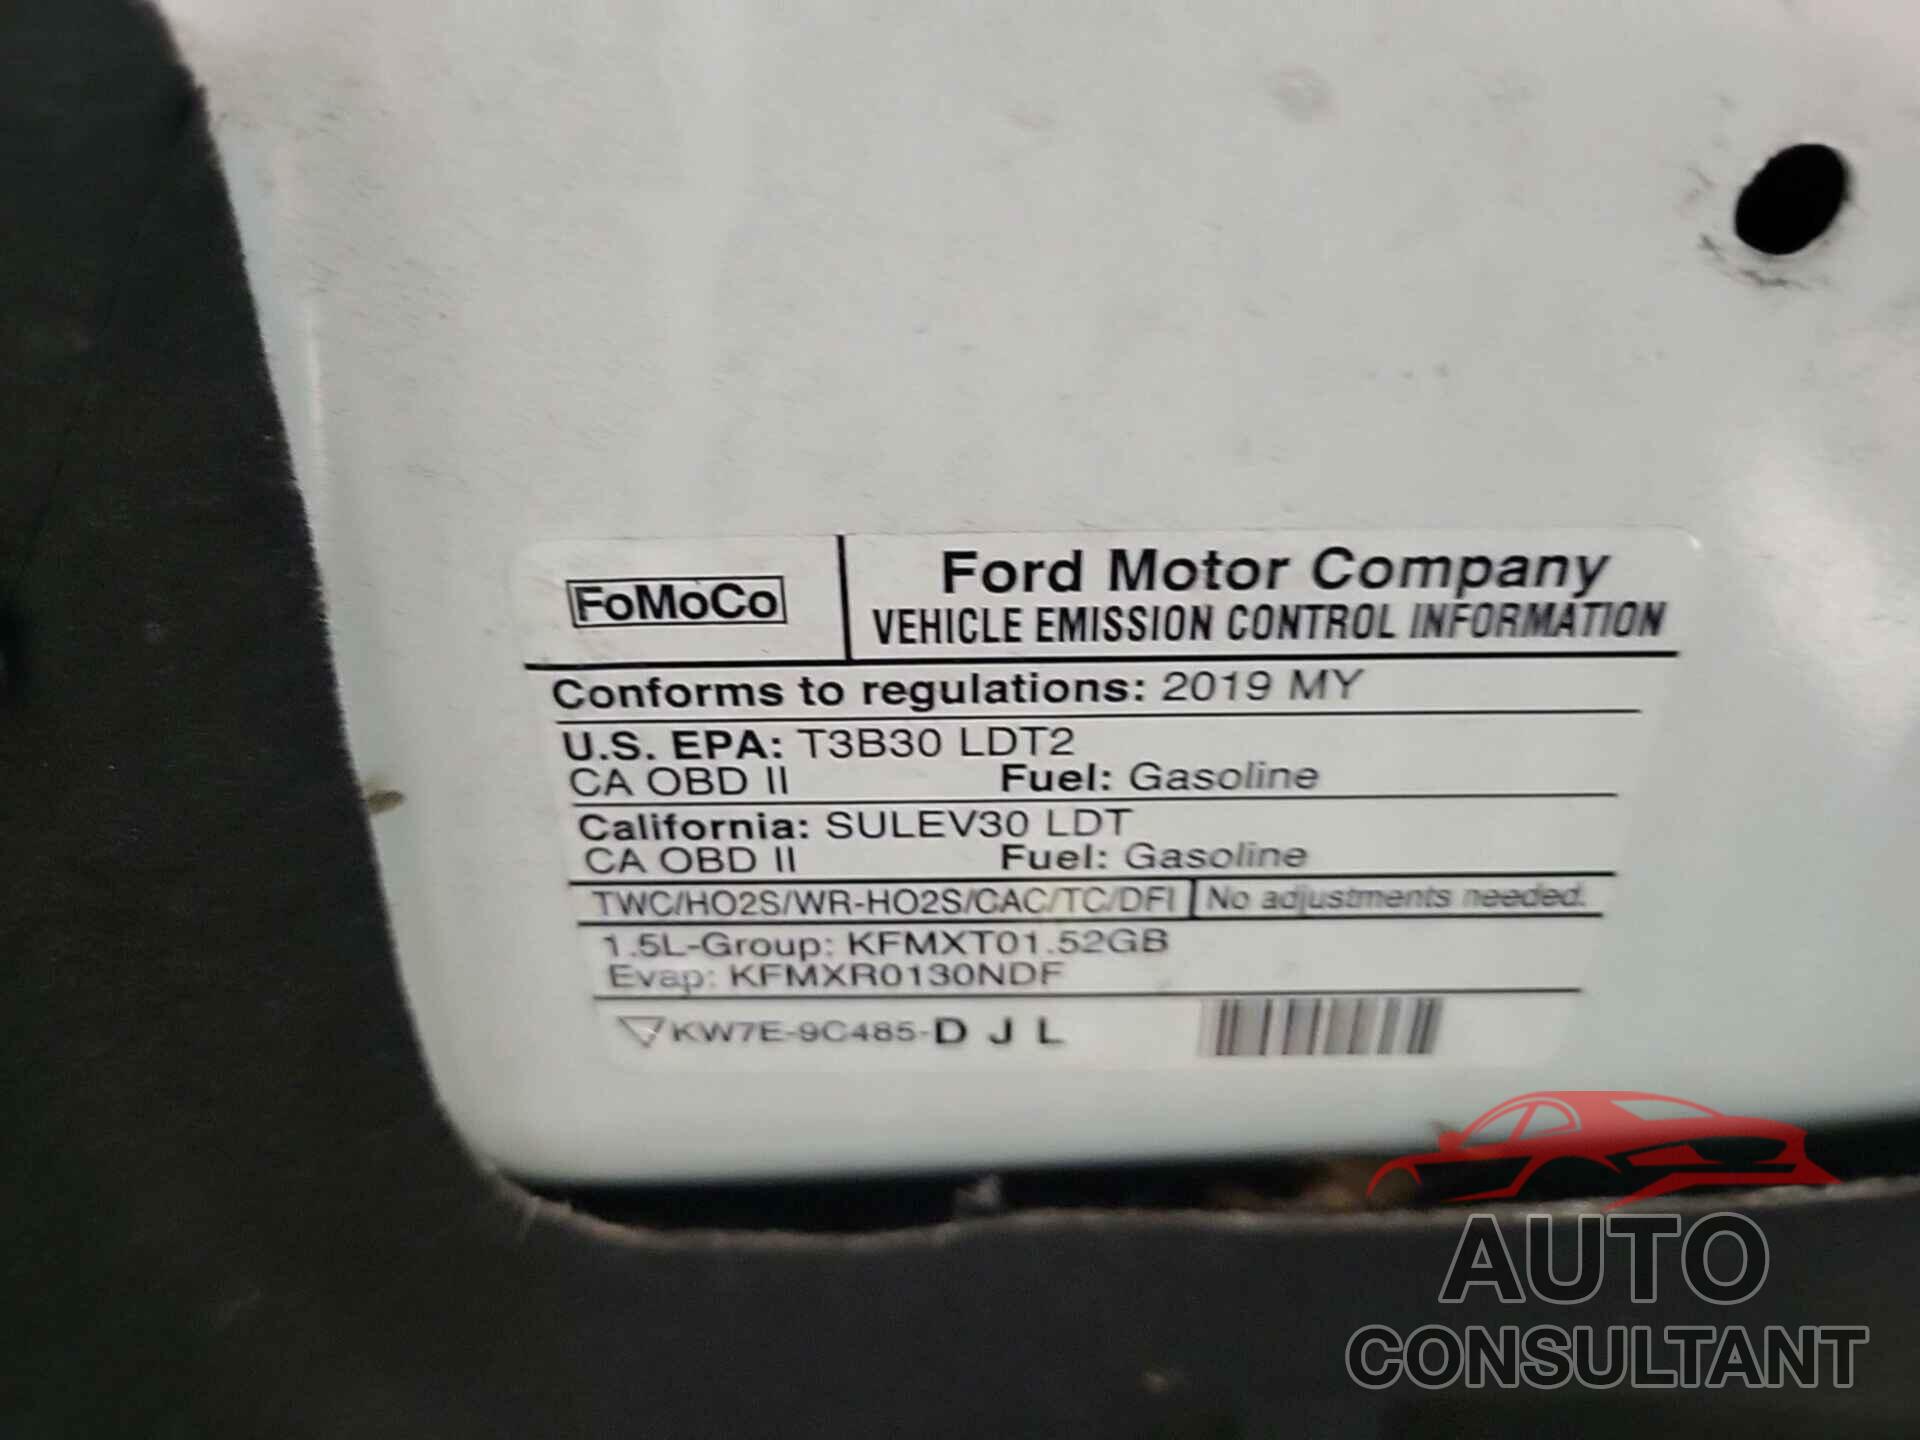 FoMoCo
Ford Motor Company
VEHICLE EMISSION CONTROL INFORMATION
Conforms to regulations: 2019 MY
U.S. EPA: T3B30 LDT2
CA OBD II Fuel: Gasoline
California: SULEV30 LDT
CA OBD II Fuel: Gasoline
TWC/HO2S/WR-HO2S/CAC/TC/DFI No adjustments needed.
1.5L-Group: KFMXT01.52GB
Evap: KFMXR0130NDF
KW7E-9C485-D J L
AUTO
CONSULTANT